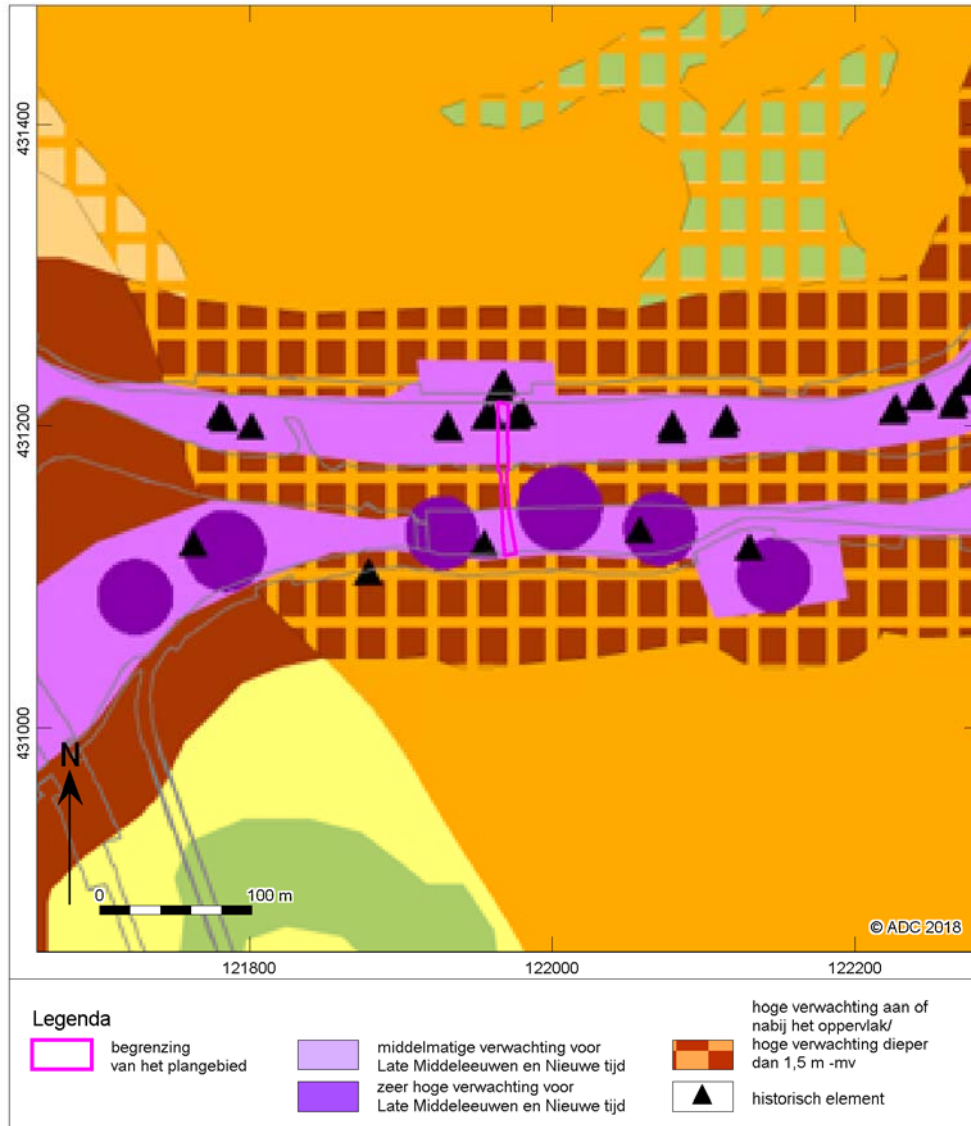 431400
431200
431000
N
0 100 m
© ADC 2018
121800 122000 122200
Legenda
begrenzing
van het plangebied
middelmatige verwachting voor
Late Middeleeuwen en Nieuwe tijd
zeer hoge verwachting voor
Late Middeleeuwen en Nieuwe tijd
hoge verwachting aan of
nabij het oppervlak/
hoge verwachting dieper
dan 1,5 m -mv
historisch element